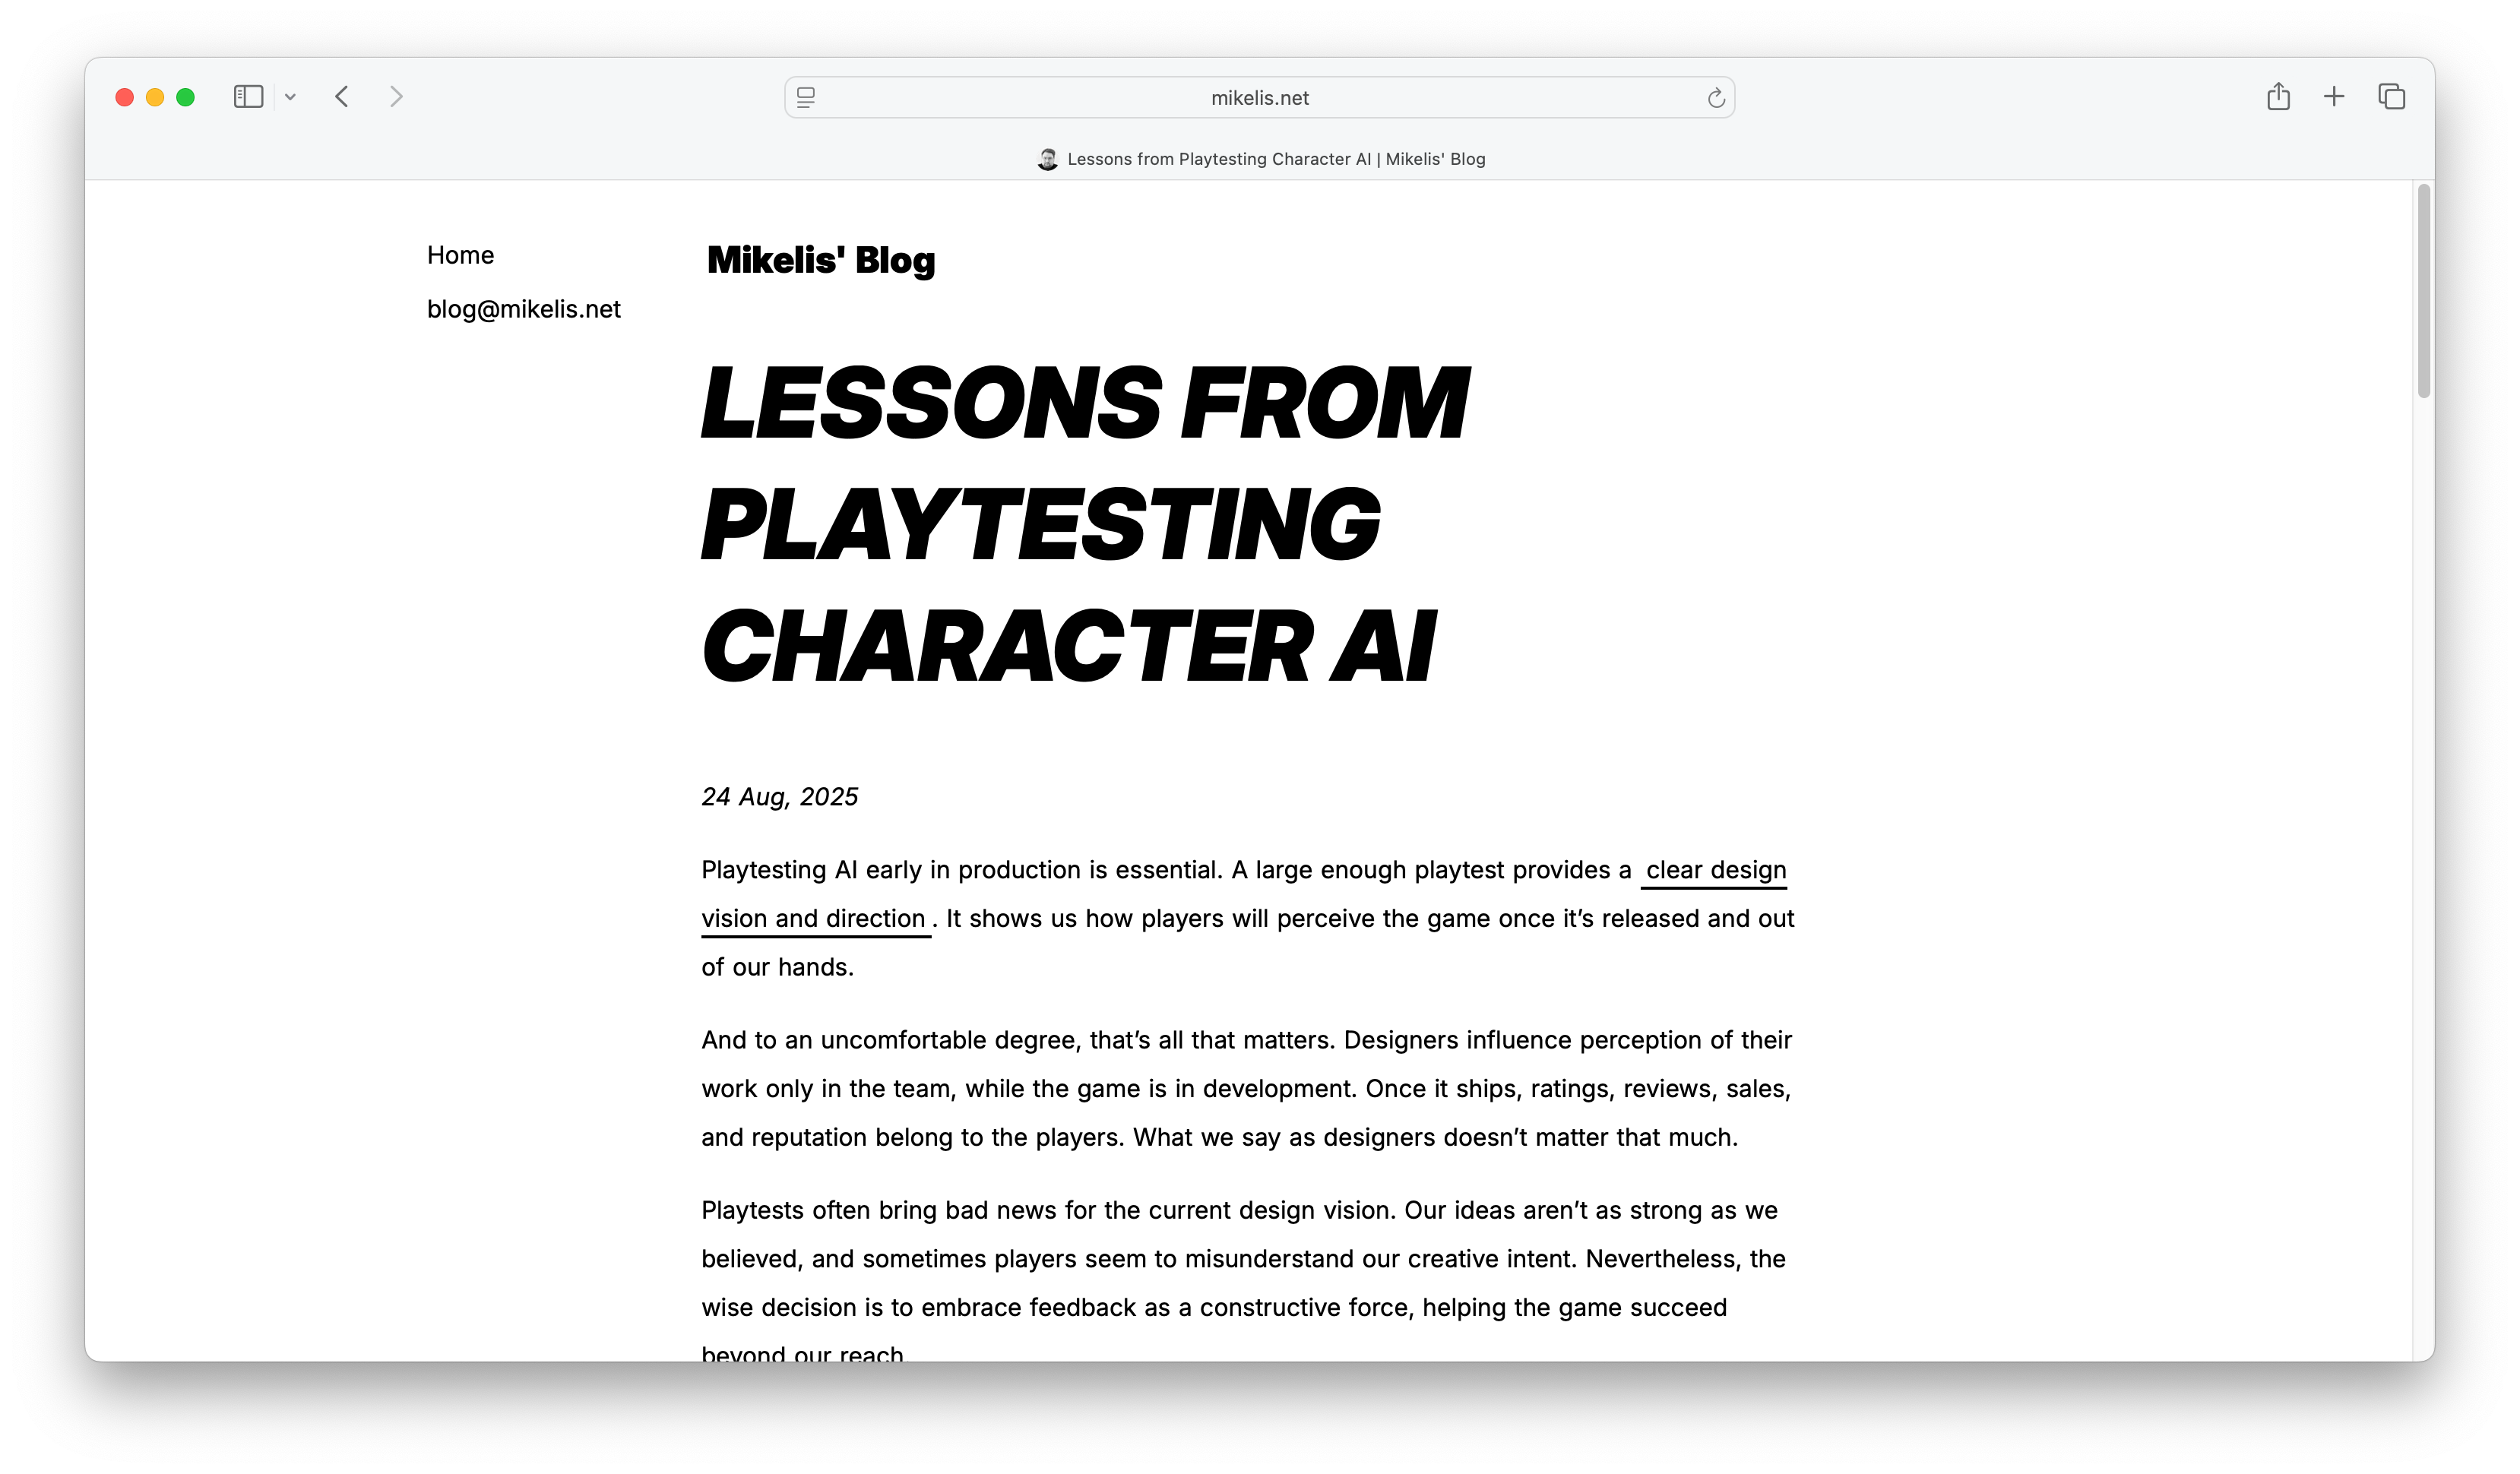 mikelis.net
Lessons from Playtesting Character AI | Mikelis' Blog
Home
blog@mikelis.net
Mikelis' Blog
LESSONS FROM
PLAYTESTING
CHARACTER AI
24 Aug, 2025
Playtesting AI early in production is essential. A large enough playtest provides a clear design
vision and direction . It shows us how players will perceive the game once it’s released and out
of our hands.
And to an uncomfortable degree, that’s all that matters. Designers influence perception of their
work only in the team, while the game is in development. Once it ships, ratings, reviews, sales,
and reputation belong to the players. What we say as designers doesn’t matter that much.
Playtests often bring bad news for the current design vision. Our ideas aren’t as strong as we
believed, and sometimes players seem to misunderstand our creative intent. Nevertheless, the
wise decision is to embrace feedback as a constructive force, helping the game succeed
beyond our reach